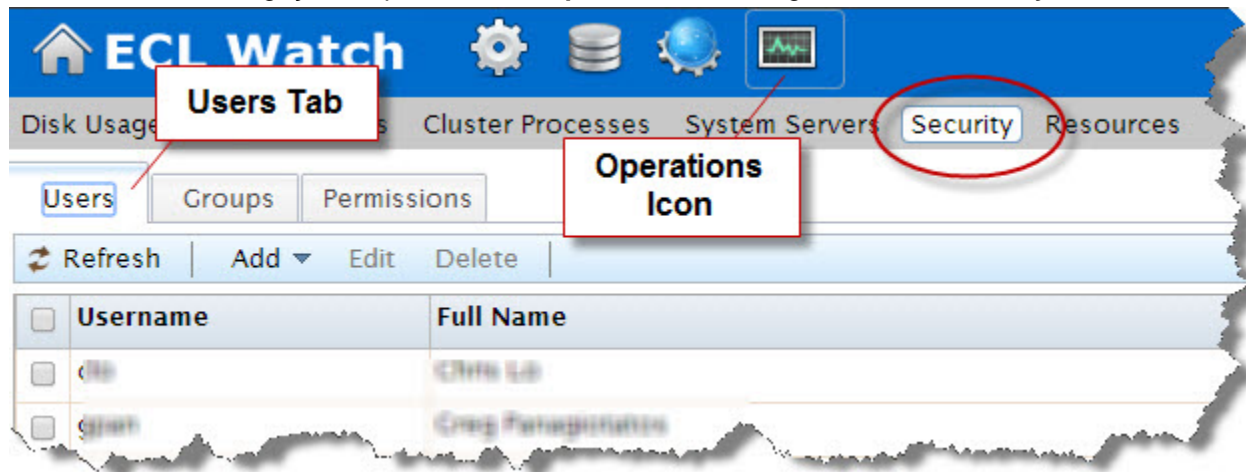 ECL Watch
Users Tab
Disk Usage s Cluster Processes System Servers Security Resources
Operations
Icon
Users Groups Permissions
Refresh Add Edit Delete
Username Full Name